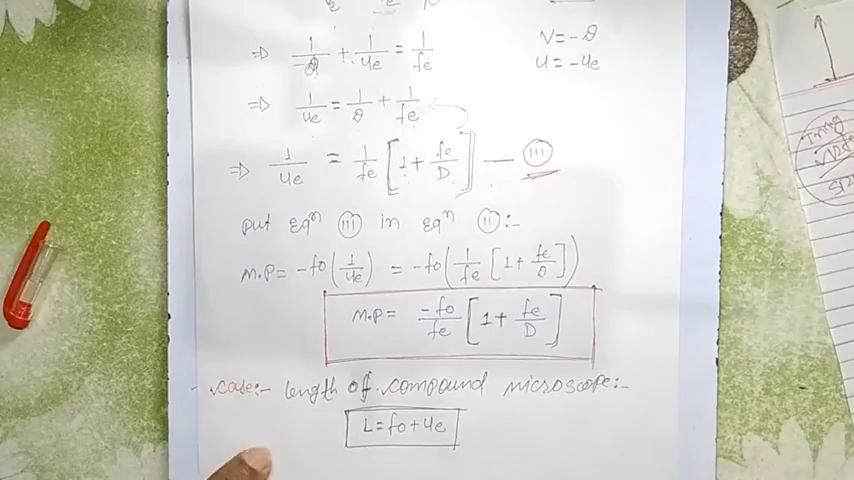 ⇒ 1/-D + 1/ue = 1/fe
V = -D
u = -ue
⇒ 1/ue = 1/D + 1/fe
⇒ 1/ue = 1/fe [1 + fe/D] — (III)
put eqⁿ (III) in eqⁿ (II) :-
M.P = -fo (1/ue) = -fo (1/fe [1 + fe/D])
M.P = -fo/fe [1 + fe/D]
Case:- length of compound microscope:-
L = fo + ue